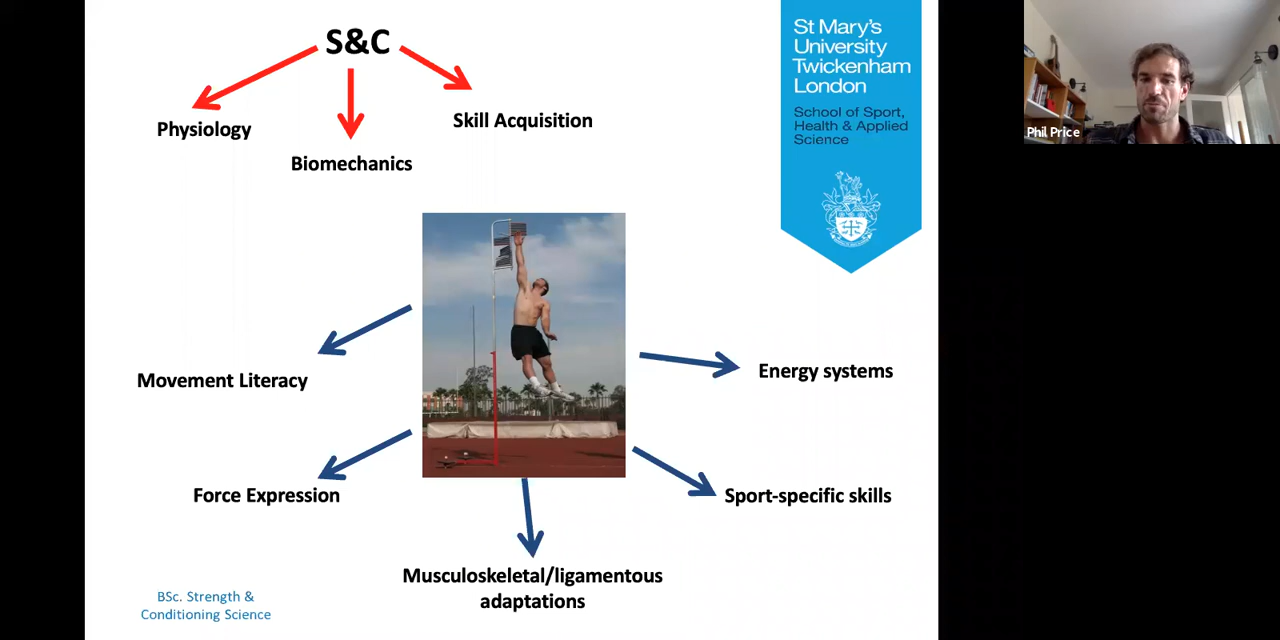 S&C
Physiology
Biomechanics
Skill Acquisition
St Mary's
University
Twickenham
London
School of Sport,
Health & Applied
Science
Phil Price
Movement Literacy
Energy systems
Force Expression
Sport-specific skills
Musculoskeletal/ligamentous
adaptations
BSc. Strength &
Conditioning Science